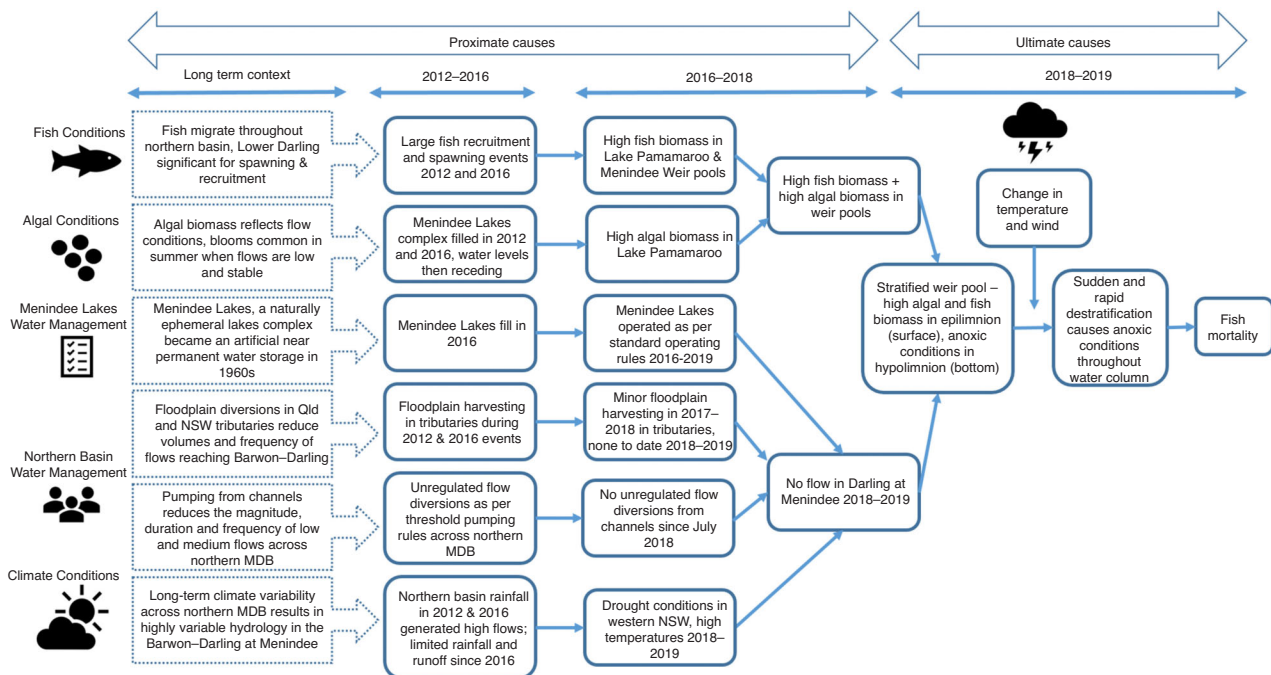 Proximate causes
Ultimate causes
Long term context
2012–2016
2016–2018
2018–2019
Fish Conditions
Fish migrate throughout
northern basin, Lower Darling
significant for spawning &
recruitment
Large fish recruitment
and spawning events
2012 and 2016
High fish biomass in
Lake Pamamaroo &
Menindee Weir pools
High fish biomass +
high algal biomass in
weir pools
Change in
temperature
and wind
Algal Conditions
Algal biomass reflects flow
conditions, blooms common in
summer when flows are low
and stable
Menindee Lakes
complex filled in 2012
and 2016, water levels
then receding
High algal biomass in
Lake Pamamaroo
Stratified weir pool –
high algal and fish
biomass in epilimnion
(surface), anoxic
conditions in
hypolimnion (bottom)
Sudden and
rapid
destratification
causes anoxic
conditions
throughout
water column
Fish
mortality
Menindee Lakes
Water Management
Menindee Lakes, a naturally
ephemeral lakes complex
became an artificial near
permanent water storage in
1960s
Menindee Lakes fill in
2016
Menindee Lakes
operated as per
standard operating
rules 2016-2019
Northern Basin
Water Management
Floodplain diversions in Qld
and NSW tributaries reduce
volumes and frequency of
flows reaching Barwon–Darling
Floodplain harvesting
in tributaries during
2012 & 2016 events
Minor floodplain
harvesting in 2017–
2018 in tributaries,
none to date 2018–2019
No flow in Darling at
Menindee 2018–2019
Pumping from channels
reduces the magnitude,
duration and frequency of low
and medium flows across
northern MDB
Unregulated flow
diversions as per
threshold pumping
rules across northern
MDB
No unregulated flow
diversions from
channels since July
2018
Climate Conditions
Long-term climate variability
across northern MDB results in
highly variable hydrology in the
Barwon–Darling at Menindee
Northern basin rainfall
in 2012 & 2016
generated high flows;
limited rainfall and
runoff since 2016
Drought conditions in
western NSW, high
temperatures 2018–
2019